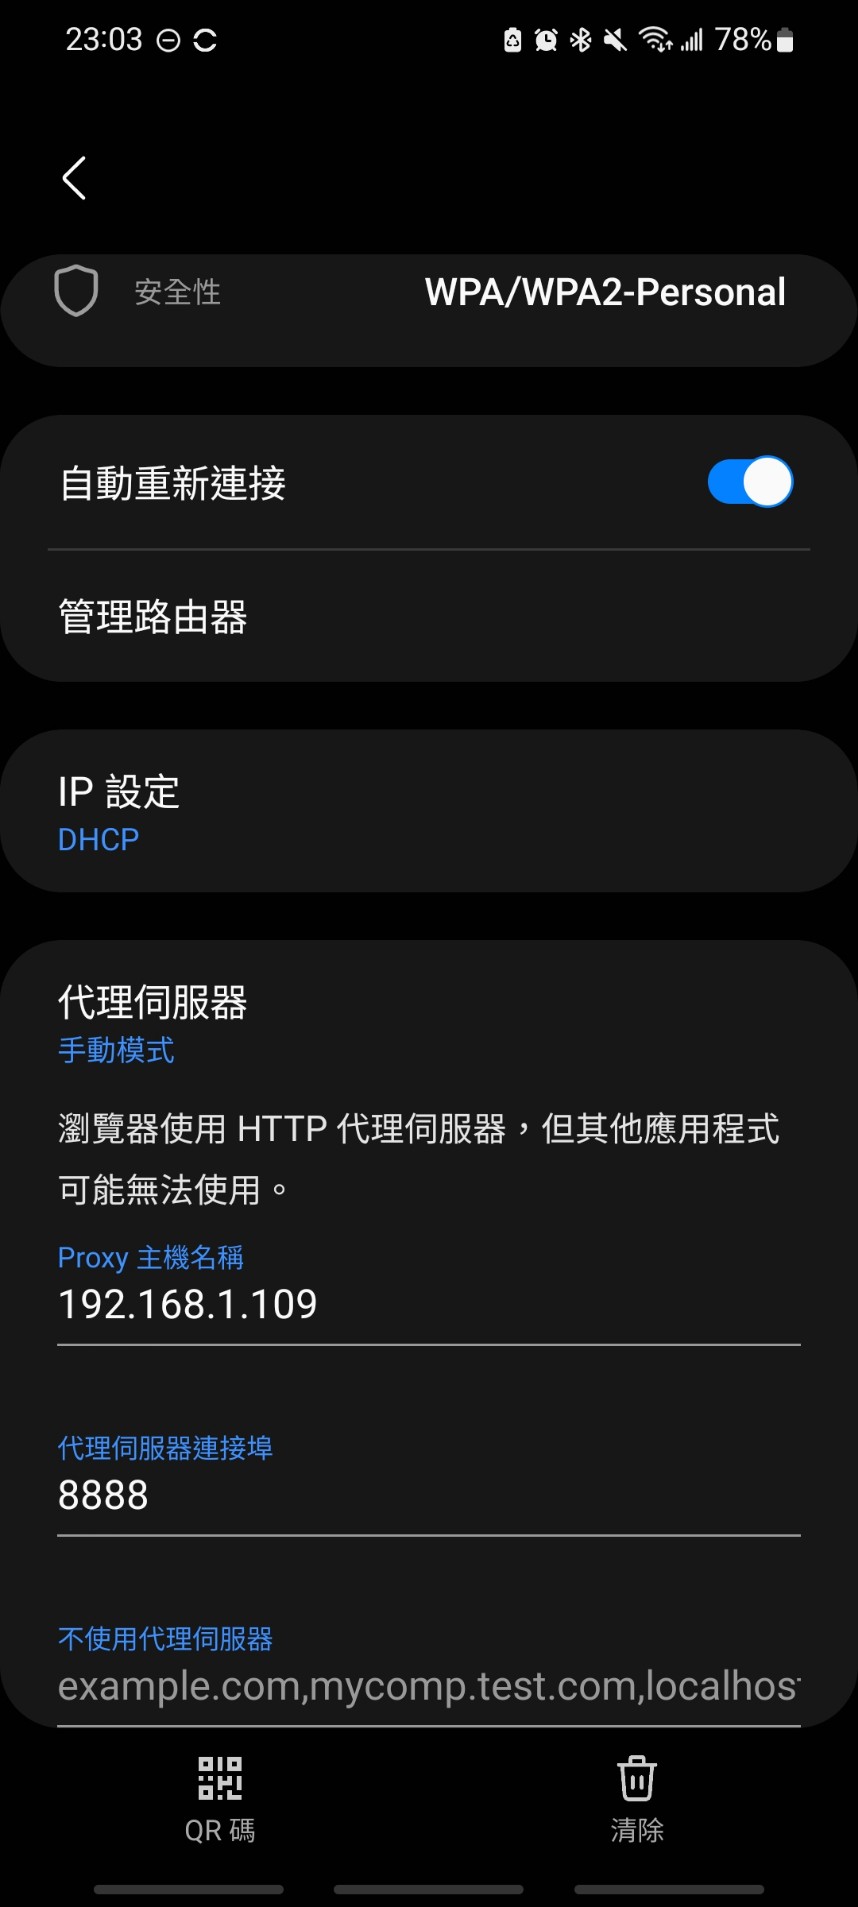 23:03
78%
安全性
WPA/WPA2-Personal
自動重新連接
管理路由器
IP 設定
DHCP
代理伺服器
手動模式
瀏覽器使用 HTTP 代理伺服器，但其他應用程式
可能無法使用。
Proxy 主機名稱
192.168.1.109
代理伺服器連接埠
8888
不使用代理伺服器
example.com,mycomp.test.com,localhos
QR 碼
清除